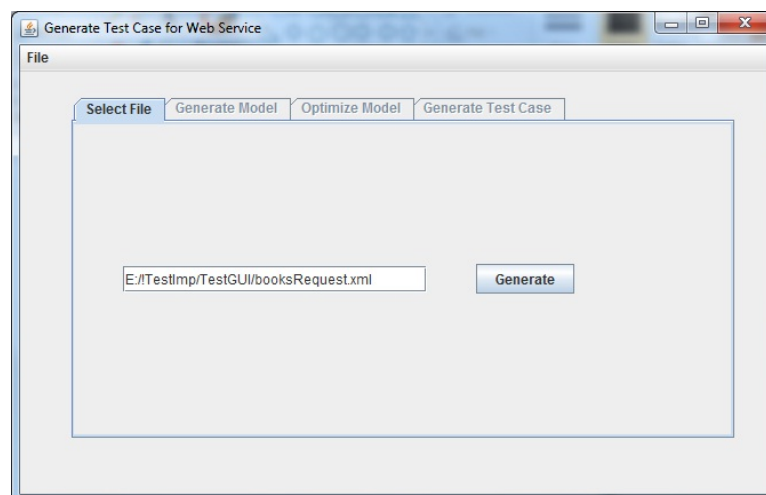 Generate Test Case for Web Service
File
Select File Generate Model Optimize Model Generate Test Case
E:/!TestImp/TestGUI/booksRequest.xml Generate